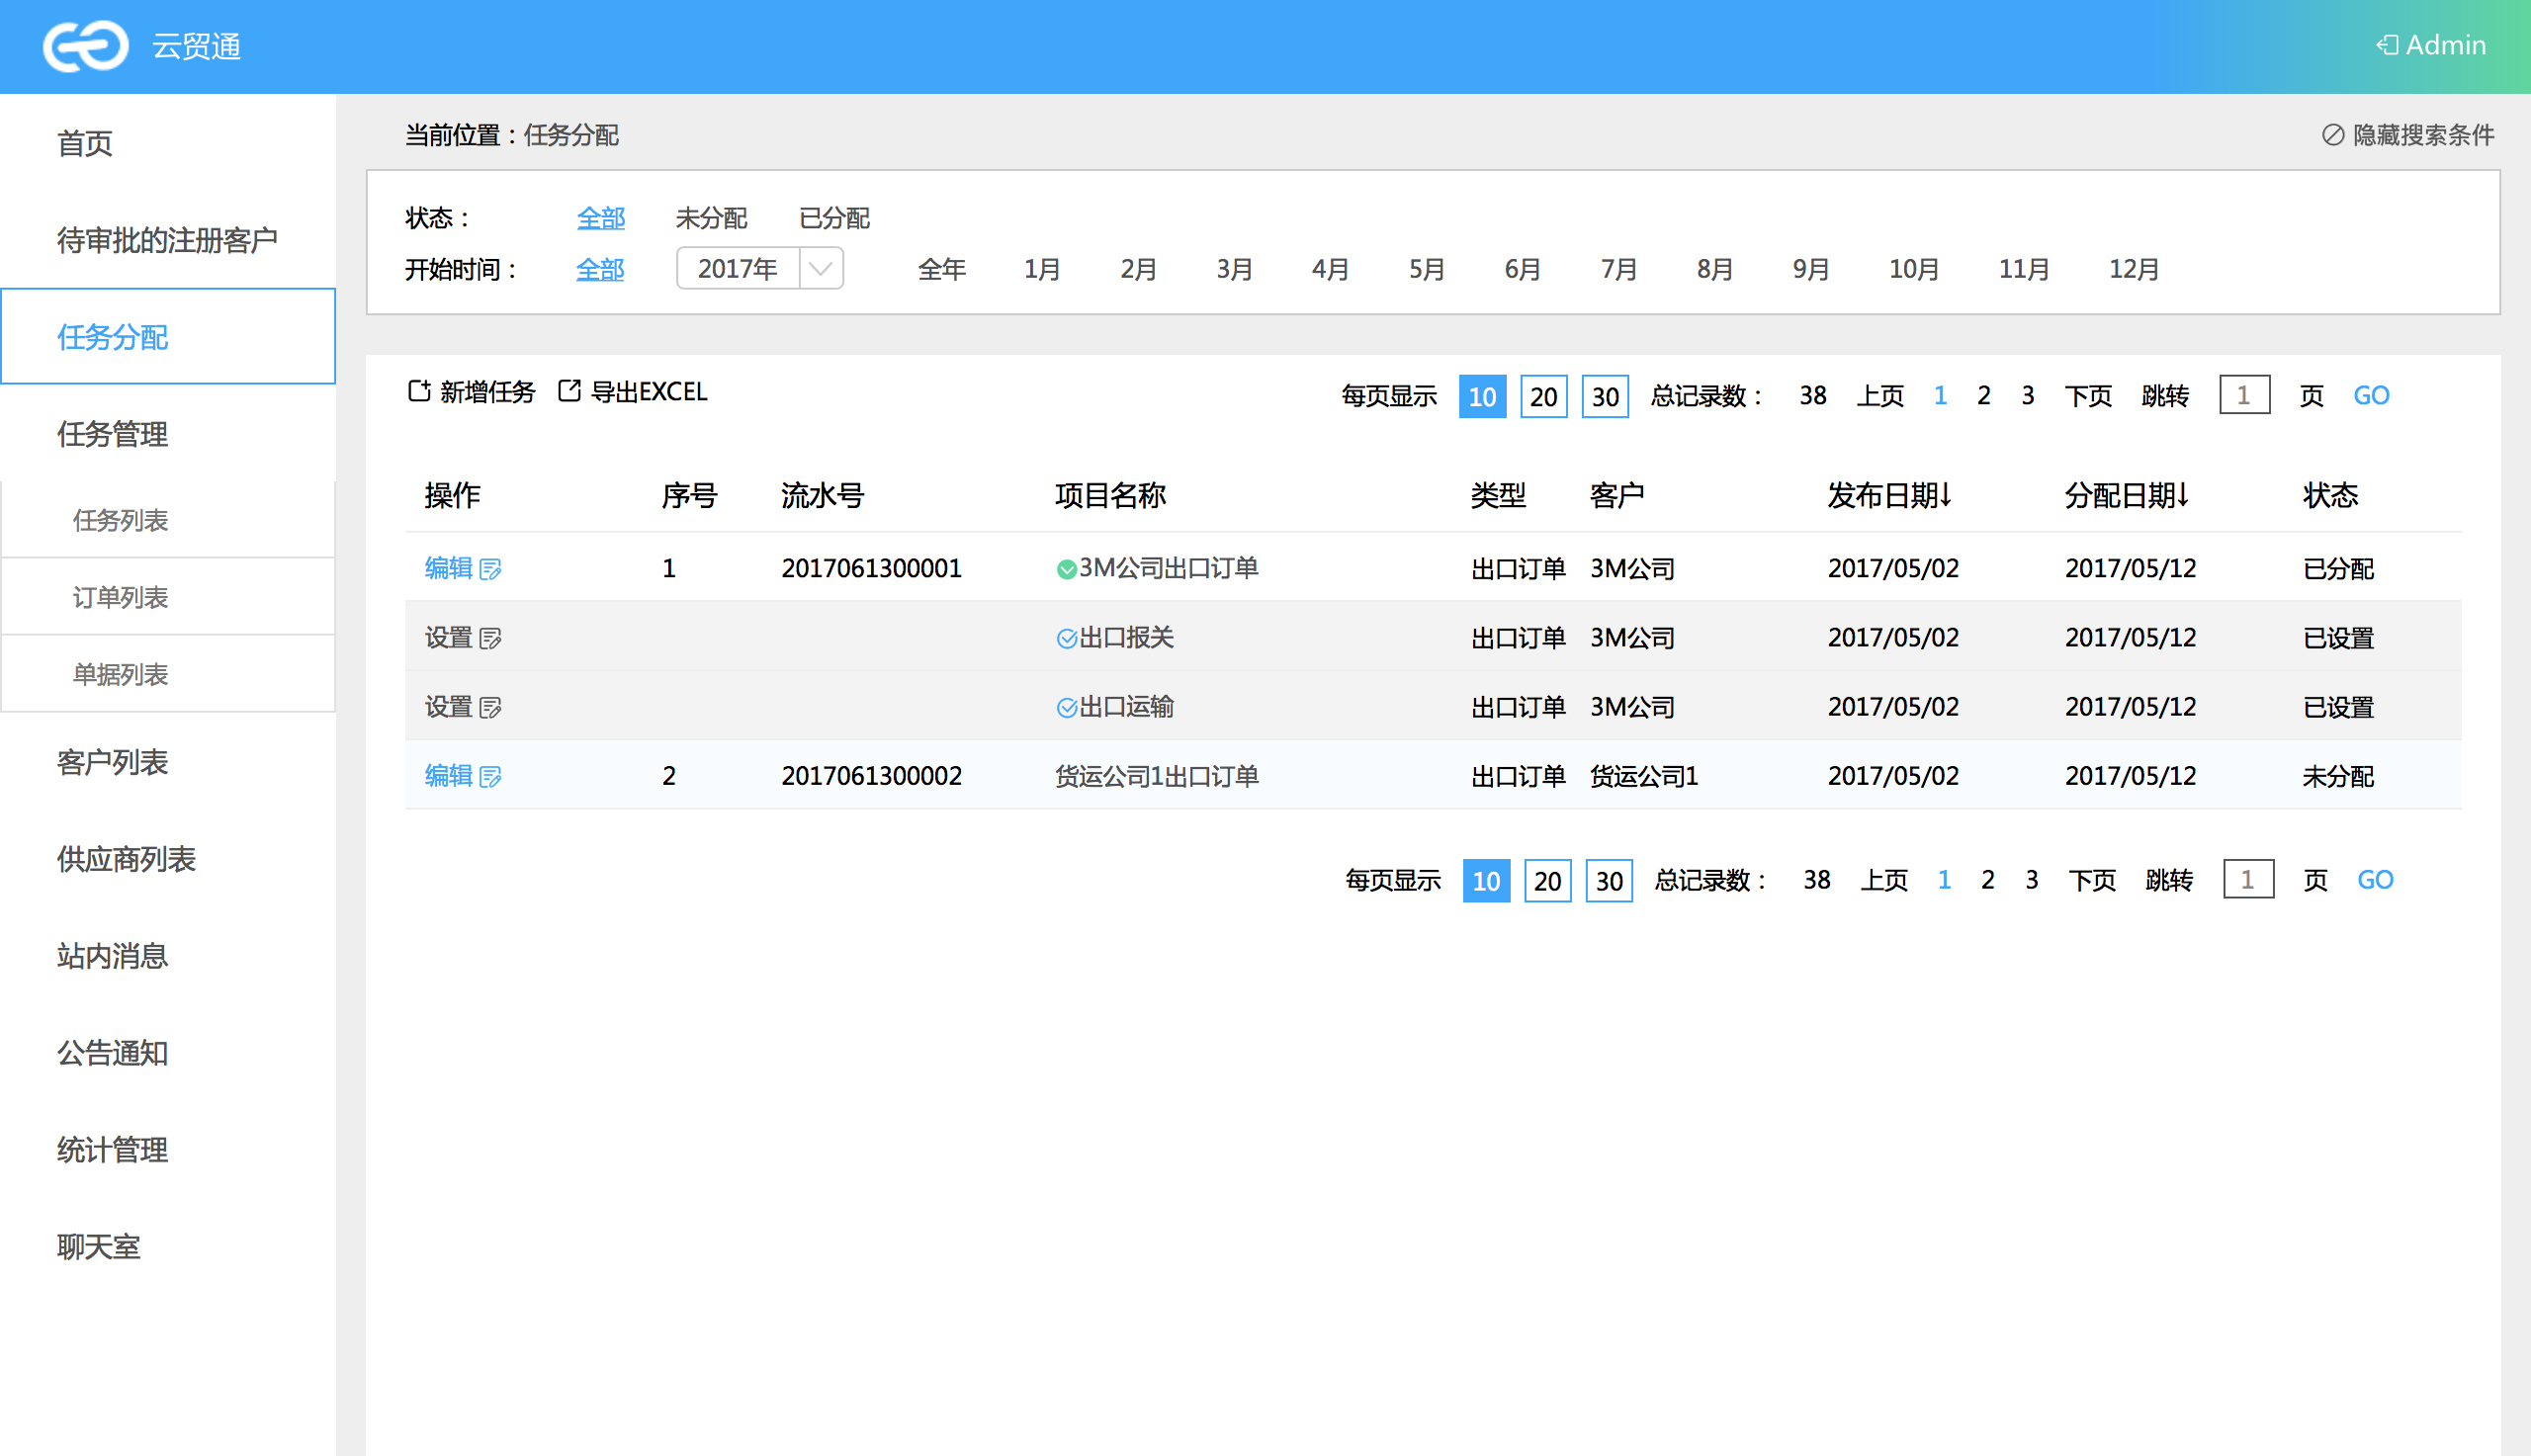 云贸通
Admin
首页
待审批的注册客户
任务分配
任务管理
任务列表
订单列表
单据列表
客户列表
供应商列表
站内消息
公告通知
统计管理
聊天室
当前位置：任务分配
隐藏搜索条件
状态： 全部 未分配 已分配
开始时间： 全部 2017年 全年 1月 2月 3月 4月 5月 6月 7月 8月 9月 10月 11月 12月
新增任务 导出EXCEL
每页显示 10 20 30 总记录数： 38 上页 1 2 3 下页 跳转 1 页 GO
操作 序号 流水号 项目名称 类型 客户 发布日期↓ 分配日期↓ 状态
编辑 1 2017061300001 3M公司出口订单 出口订单 3M公司 2017/05/02 2017/05/12 已分配
设置 出口报关 出口订单 3M公司 2017/05/02 2017/05/12 已设置
设置 出口运输 出口订单 3M公司 2017/05/02 2017/05/12 已设置
编辑 2 2017061300002 货运公司1出口订单 出口订单 货运公司1 2017/05/02 2017/05/12 未分配
每页显示 10 20 30 总记录数： 38 上页 1 2 3 下页 跳转 1 页 GO